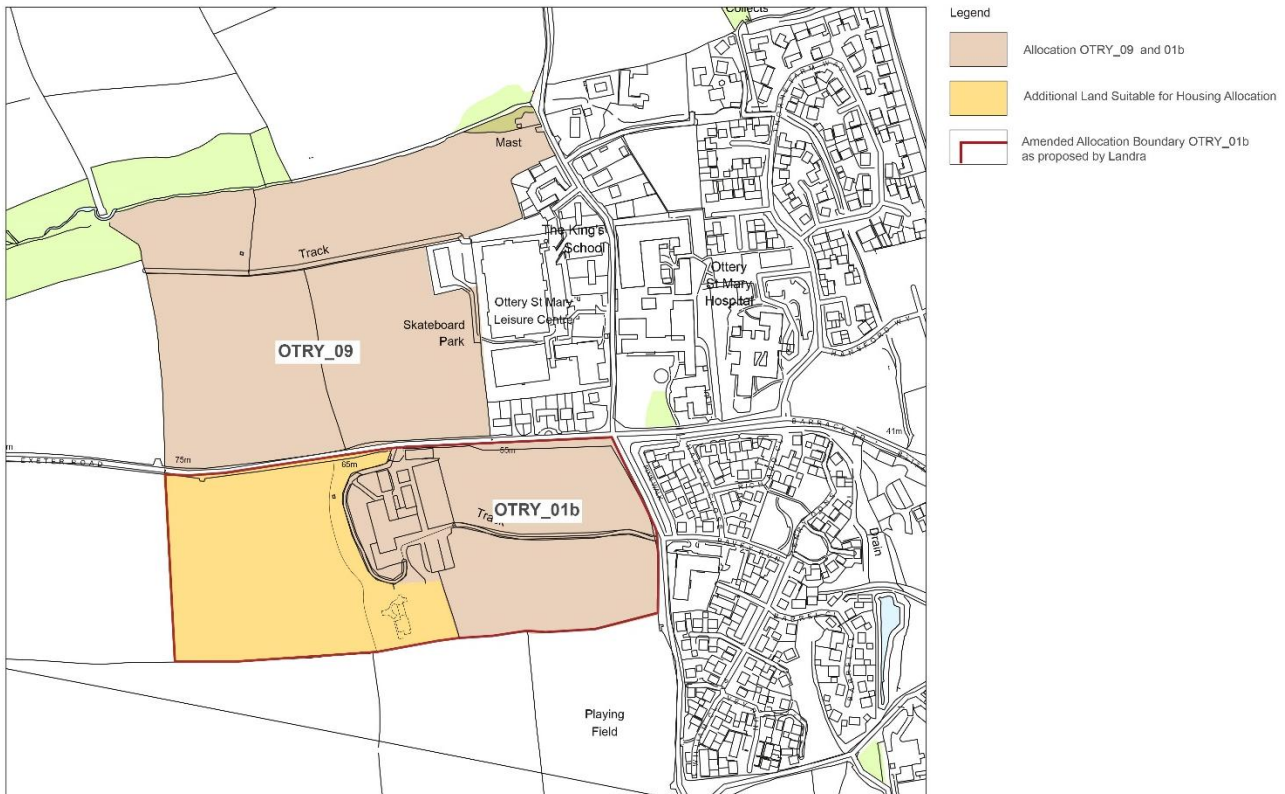 Collects
Legend
Allocation OTRY_09 and 01b
Additional Land Suitable for Housing Allocation
Amended Allocation Boundary OTRY_01b
as proposed by Landra
Mast
Track
The King's
School
Ottery St Mary
Leisure Centre
Ottery
St Mary
Hospital
Skateboard
Park
OTRY_09
BARRACK
41m
75m
EXETER ROAD
65m
55m
OTRY_01b
Track
Drain
Playing
Field